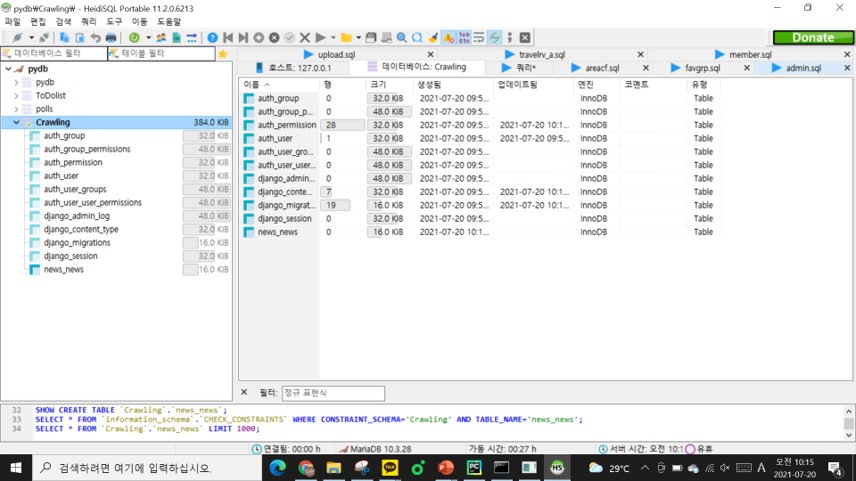 pydb\Crawling\ - HeidiSQL Portable 11.2.0.6213
파일 편집 검색 쿼리 도구 이동 도움말
Donate
데이터베이스 필터 테이블 필터
upload.sql travelrv_a.sql member.sql
호스트: 127.0.0.1 데이터베이스: Crawling 쿼리* areacf.sql favgrp.sql admin.sql
pydb
pydb
ToDolist
polls
Crawling 384.0 KiB
auth_group 32.0 KiB
auth_group_permissions 48.0 KiB
auth_permission 32.0 KiB
auth_user 32.0 KiB
auth_user_groups 48.0 KiB
auth_user_user_permissions 48.0 KiB
django_admin_log 48.0 KiB
django_content_type 32.0 KiB
django_migrations 16.0 KiB
django_session 32.0 KiB
news_news 16.0 KiB
이름 행 크기 생성됨 업데이트됨 엔진 코멘트 유형
auth_group 0 32.0 KiB 2021-07-20 09:5... InnoDB Table
auth_group_p... 0 48.0 KiB 2021-07-20 09:5... InnoDB Table
auth_permission 28 32.0 KiB 2021-07-20 09:5... 2021-07-20 10:1... InnoDB Table
auth_user 1 32.0 KiB 2021-07-20 09:5... 2021-07-20 09:5... InnoDB Table
auth_user_gro... 0 48.0 KiB 2021-07-20 09:5... InnoDB Table
auth_user_user... 0 48.0 KiB 2021-07-20 09:5... InnoDB Table
django_admin... 0 48.0 KiB 2021-07-20 09:5... InnoDB Table
django_conte... 7 32.0 KiB 2021-07-20 09:5... 2021-07-20 10:1... InnoDB Table
django_migrat... 19 16.0 KiB 2021-07-20 09:5... 2021-07-20 10:1... InnoDB Table
django_session 0 32.0 KiB 2021-07-20 09:5... InnoDB Table
news_news 0 16.0 KiB 2021-07-20 10:1... InnoDB Table
필터: 정규 표현식
32 SHOW CREATE TABLE `Crawling`.`news_news`;
33 SELECT * FROM `information_schema`.`CHECK_CONSTRAINTS` WHERE CONSTRAINT_SCHEMA='Crawling' AND TABLE_NAME='news_news';
34 SELECT * FROM `Crawling`.`news_news` LIMIT 1000;
연결됨: 00:00 h MariaDB 10.3.28 가동 시간: 00:27 h 서버 시간: 오전 10:1 유휴
검색하려면 여기에 입력하십시오.
29°C A 오전 10:15
2021-07-20
4